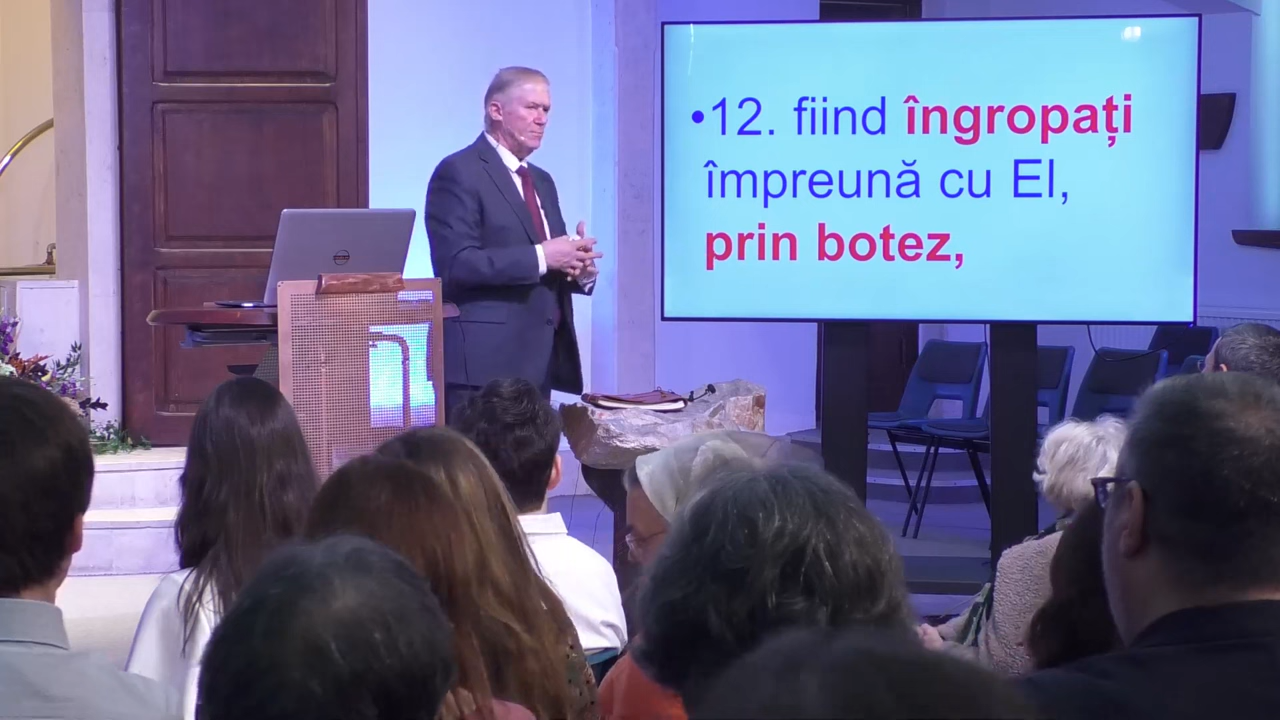 •12. fiind îngropați
împreună cu El,
prin botez,